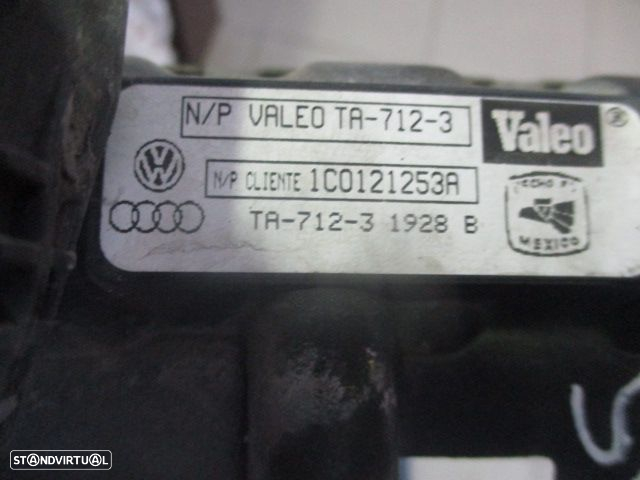 N/P VALEO TA-712-3
Valeo ®
N/P CLIENTE 1C0121253A
TA-712-3 1928 B
HECHO EN
MEXICO
STANDVIRTUAL